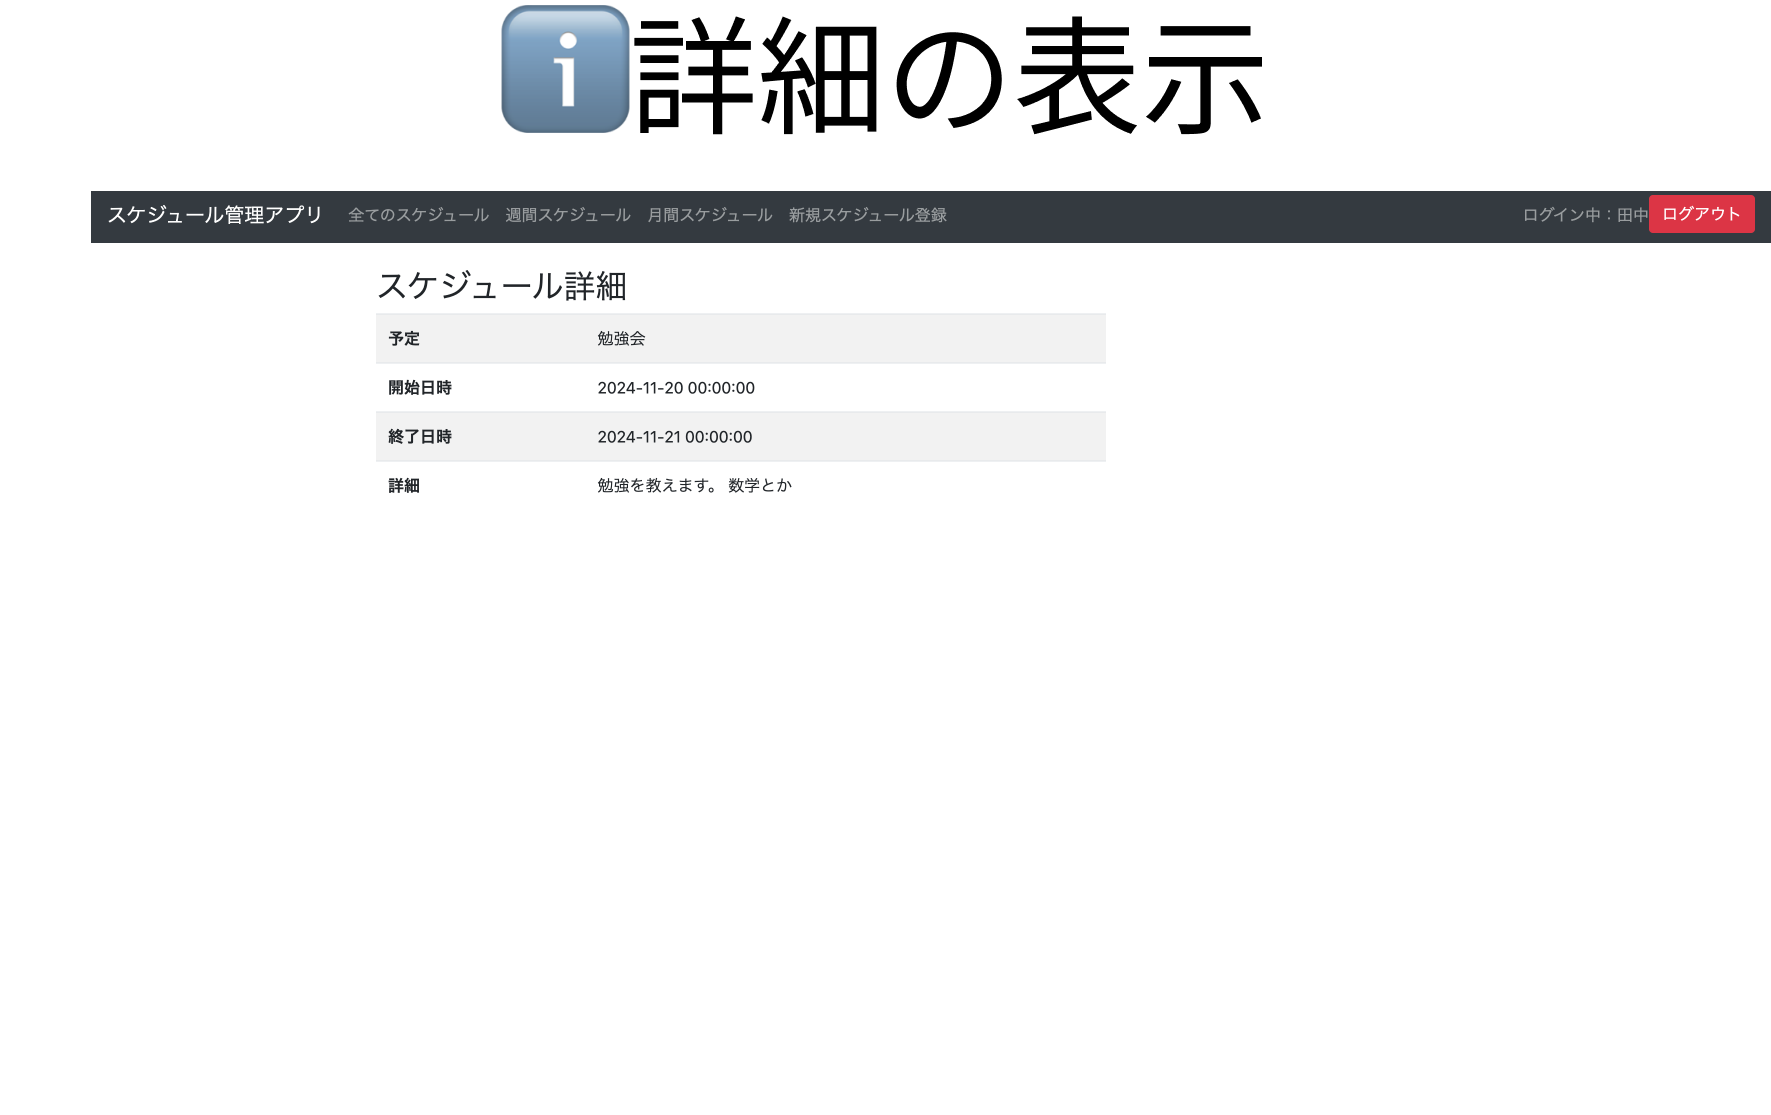 ℹ️詳細の表示
スケジュール管理アプリ 全てのスケジュール 週間スケジュール 月間スケジュール 新規スケジュール登録 ログイン中：田中 ログアウト
スケジュール詳細
予定 勉強会
開始日時 2024-11-20 00:00:00
終了日時 2024-11-21 00:00:00
詳細 勉強を教えます。 数学とか